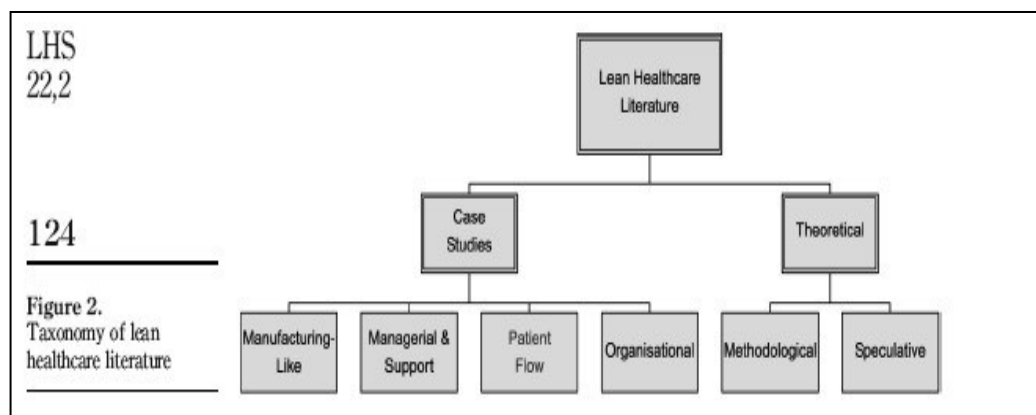 LHS
22,2
124
Figure 2.
Taxonomy of lean
healthcare literature
Lean Healthcare
Literature
Case
Studies
Theoretical
Manufacturing-
Like
Managerial &
Support
Patient
Flow
Organisational
Methodological
Speculative